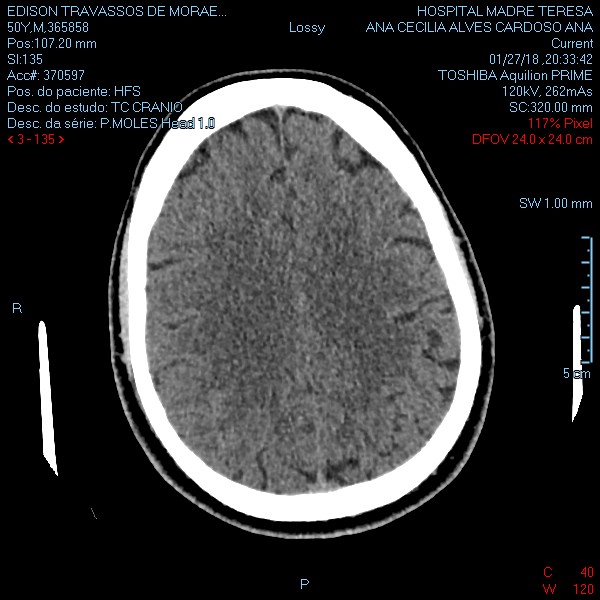 EDISON TRAVASSOS DE MORAE...
50Y,M,365858
Pos:107.20 mm
SI:135
Acc#: 370597
Pos. do paciente: HFS
Desc. do estudo: TC CRANIO
Desc. da série: P.MOLES Head 1.0
< 3 - 135 >
Lossy
HOSPITAL MADRE TERESA
ANA CECILIA ALVES CARDOSO ANA
Current
01/27/18 ,20:33:42
TOSHIBA Aquilion PRIME
120kV, 262mAs
SC:320.00 mm
117% Pixel
DFOV 24.0 x 24.0 cm
SW 1.00 mm
R
5 cm
P
C 40
W 120